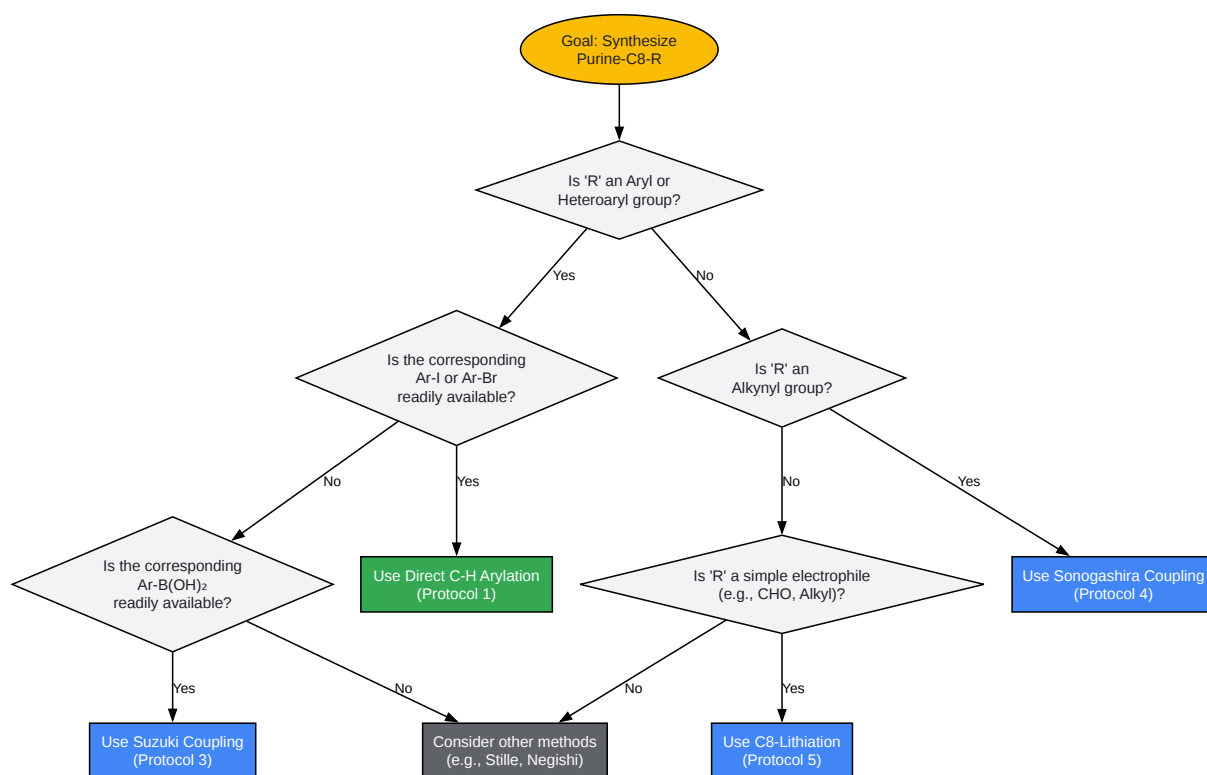 Goal: Synthesize
Purine-C8-R
Is 'R' an Aryl or
Heteroaryl group?
Yes
No
Is the corresponding
Ar-I or Ar-Br
readily available?
Is 'R' an
Alkynyl group?
No
Yes
No
Yes
Is the corresponding
Ar-B(OH)₂
readily available?
Use Direct C-H Arylation
(Protocol 1)
Is 'R' a simple electrophile
(e.g., CHO, Alkyl)?
Use Sonogashira Coupling
(Protocol 4)
Yes
No
No
Yes
Use Suzuki Coupling
(Protocol 3)
Consider other methods
(e.g., Stille, Negishi)
Use C8-Lithiation
(Protocol 5)